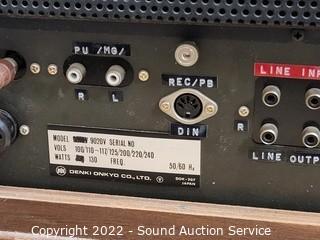 PU /MG/
R L
REC/PB
DIN
LINE INP
R
LINE OUTP
MODEL 9020V SERIAL NO
VOLS 100/110-117/125/200/220/240
WATTS 130 FREQ. 50/60 Hz
DENKI ONKYO CO., LTD.
JAPAN
Copyright 2022 - Sound Auction Service